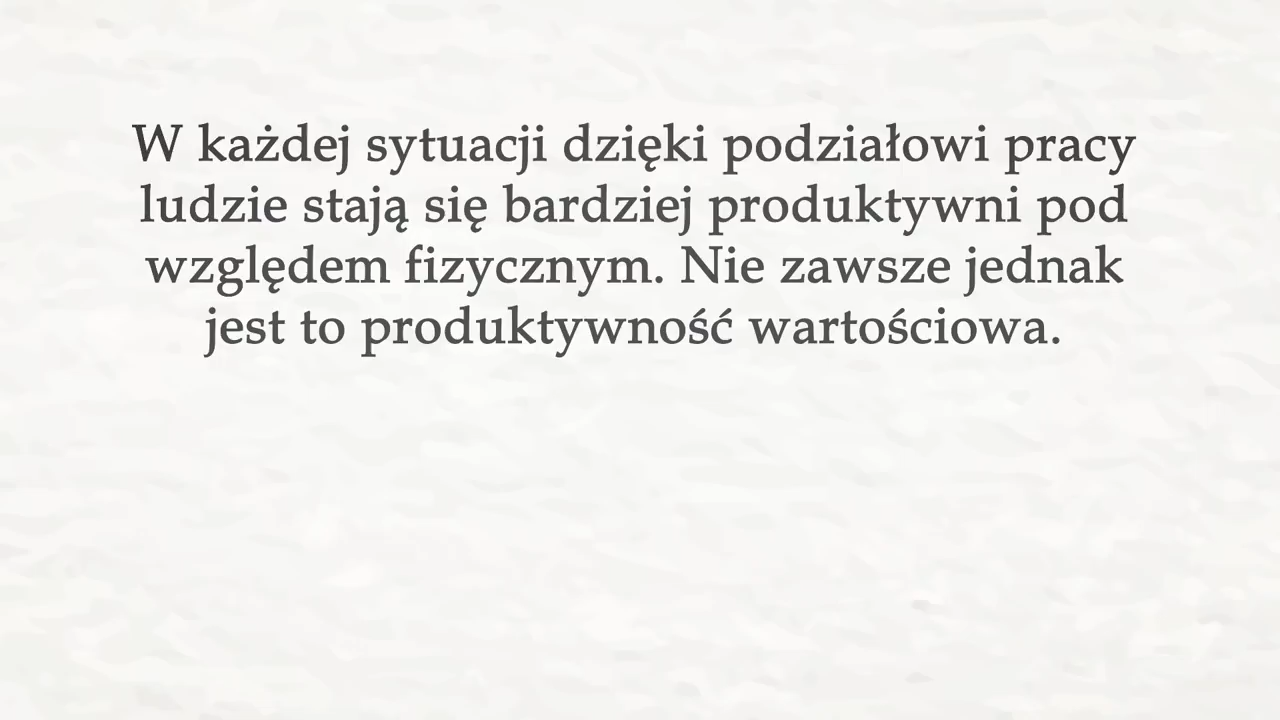 W każdej sytuacji dzięki podziałowi pracy
ludzie stają się bardziej produktywni pod
względem fizycznym. Nie zawsze jednak
jest to produktywność wartościowa.